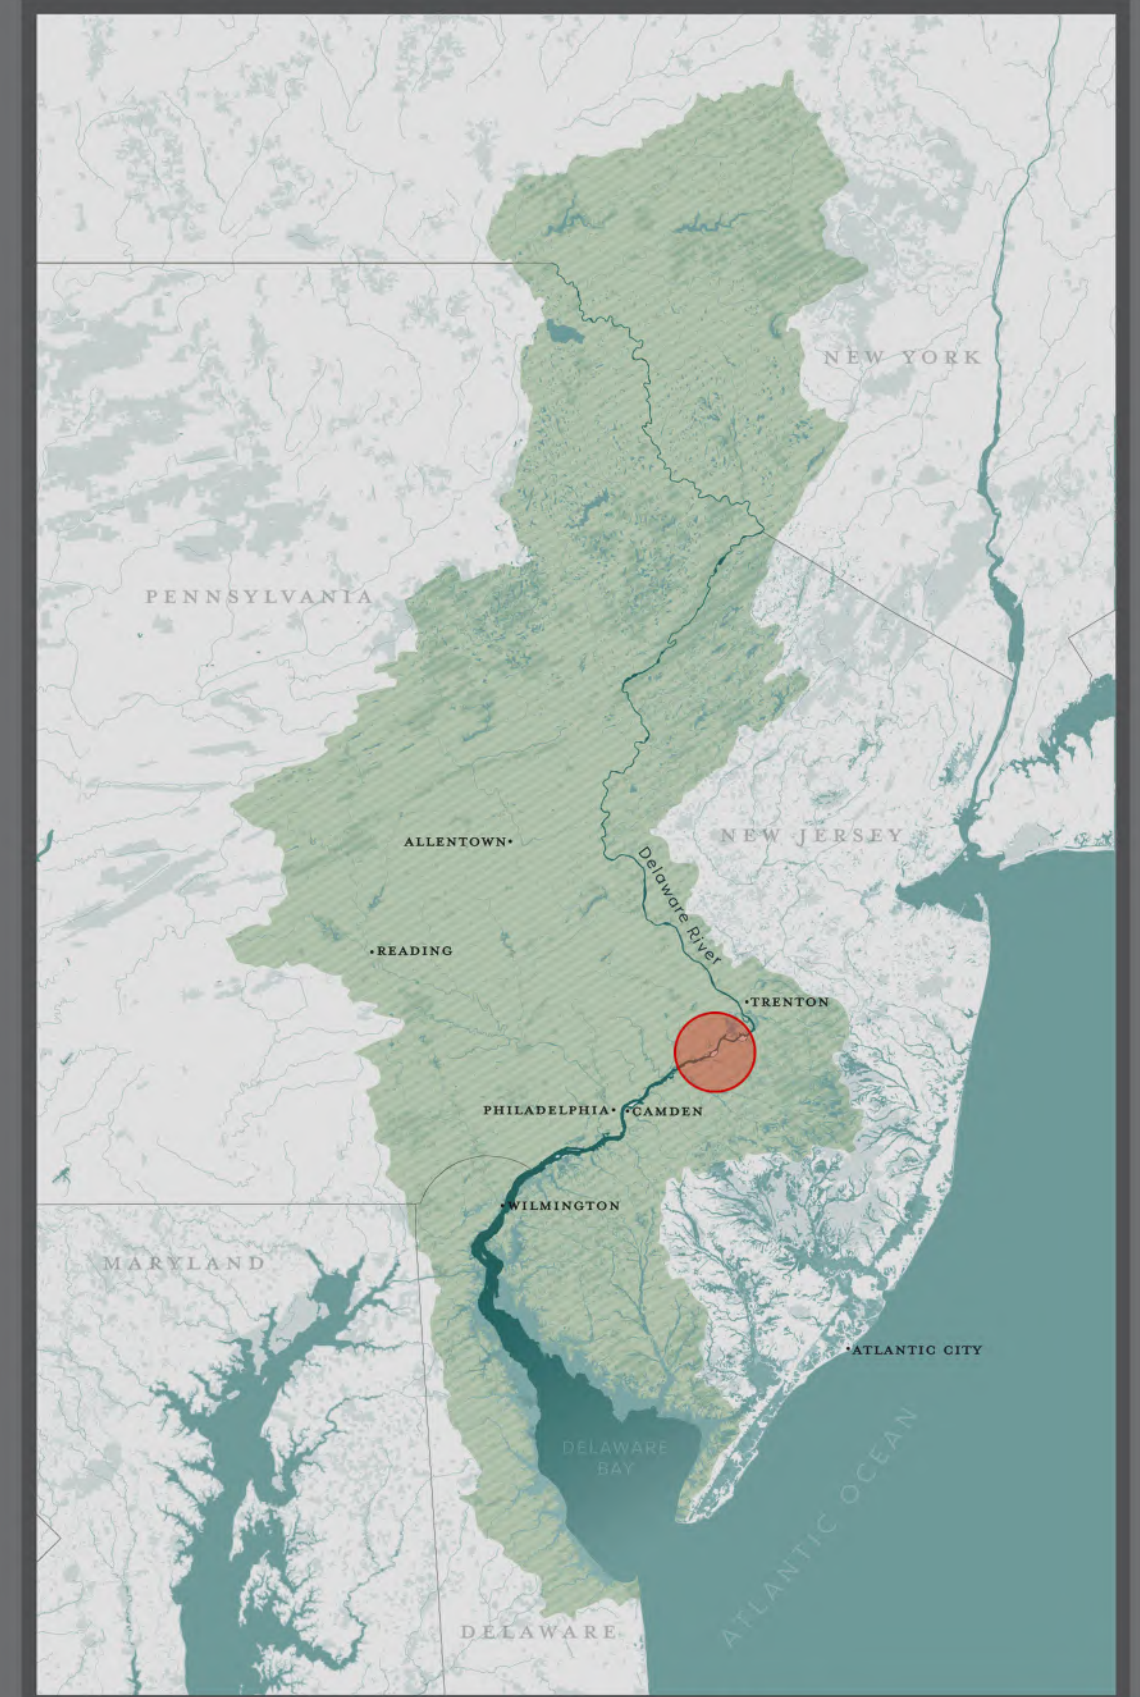 NEW YORK
PENNSYLVANIA
NEW JERSEY
ALLENTOWN
Delaware River
READING
TRENTON
PHILADELPHIA
CAMDEN
WILMINGTON
MARYLAND
ATLANTIC CITY
DELAWARE
BAY
ATLANTIC OCEAN
DELAWARE